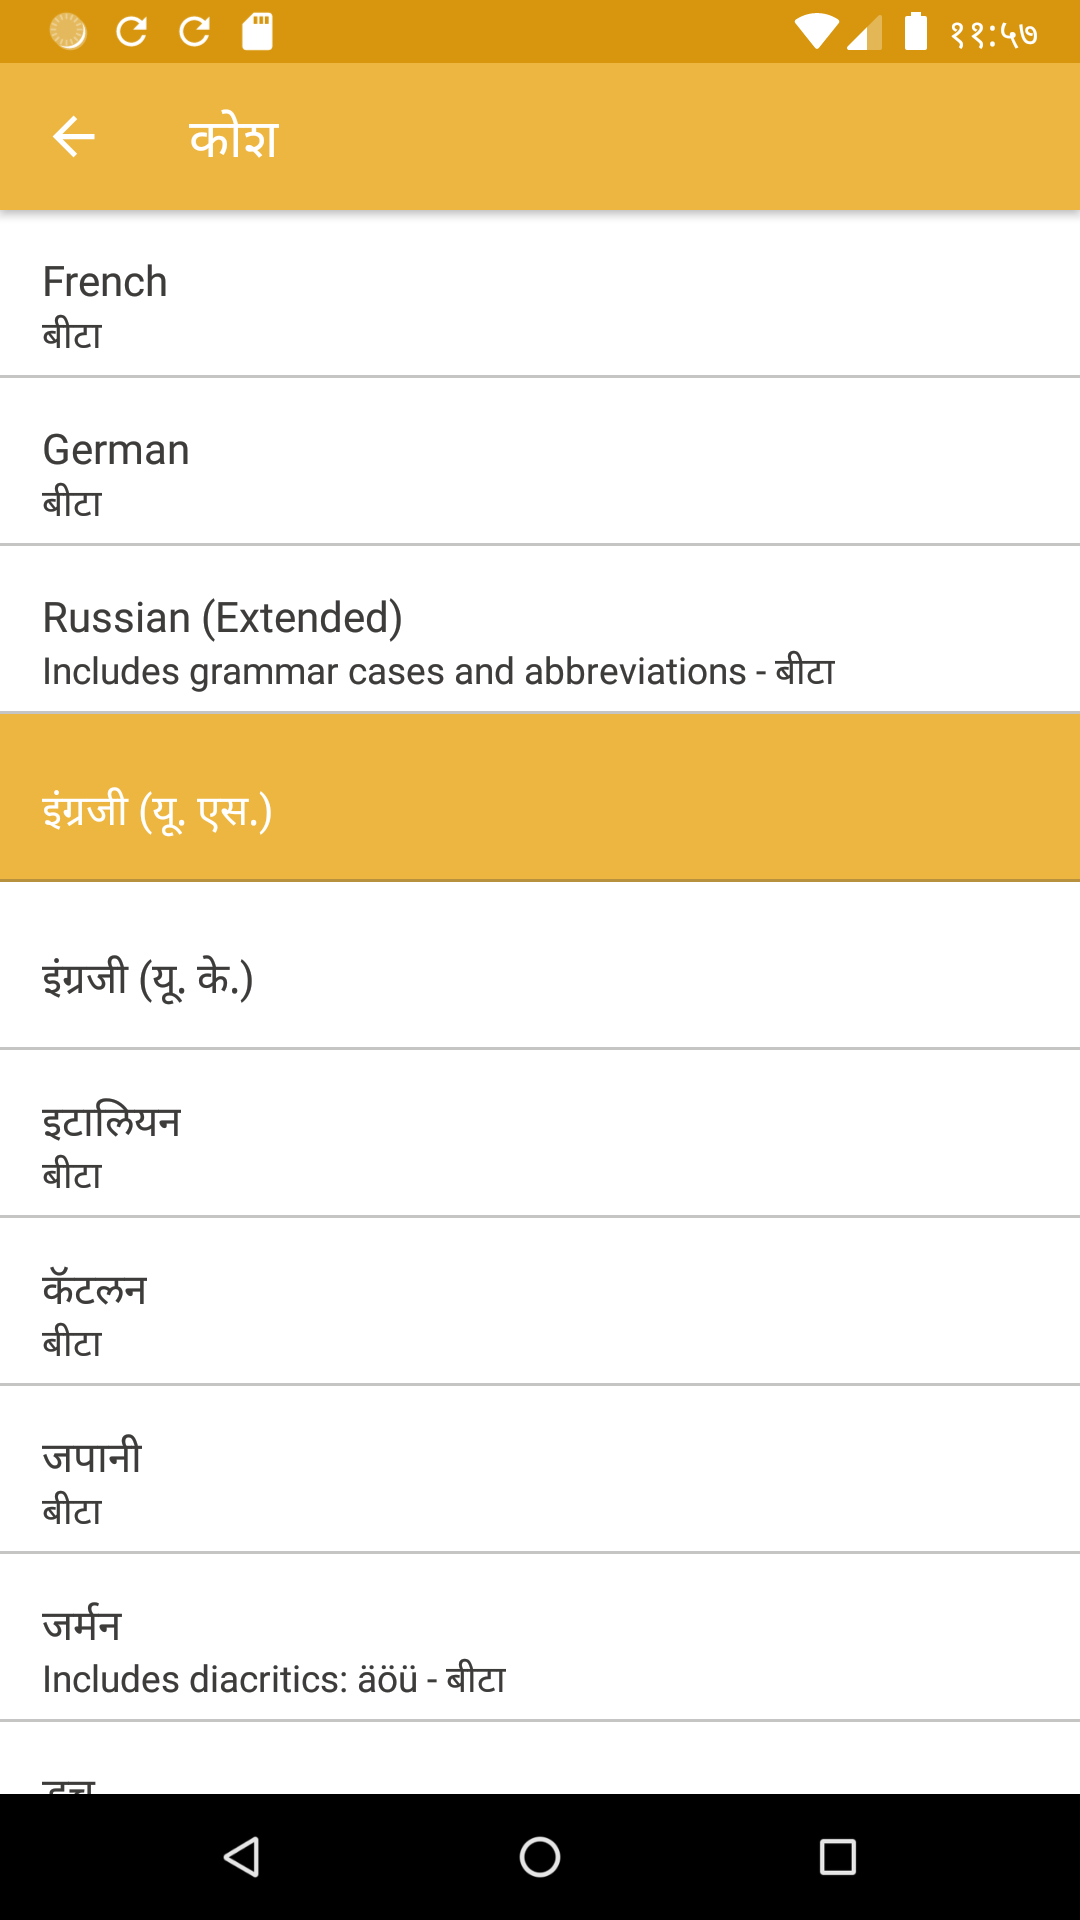 ११:५७
कोश
French
बीटा
German
बीटा
Russian (Extended)
Includes grammar cases and abbreviations - बीटा
इंग्रजी (यू. एस.)
इंग्रजी (यू. के.)
इटालियन
बीटा
कॅटलन
बीटा
जपानी
बीटा
जर्मन
Includes diacritics: äöü - बीटा